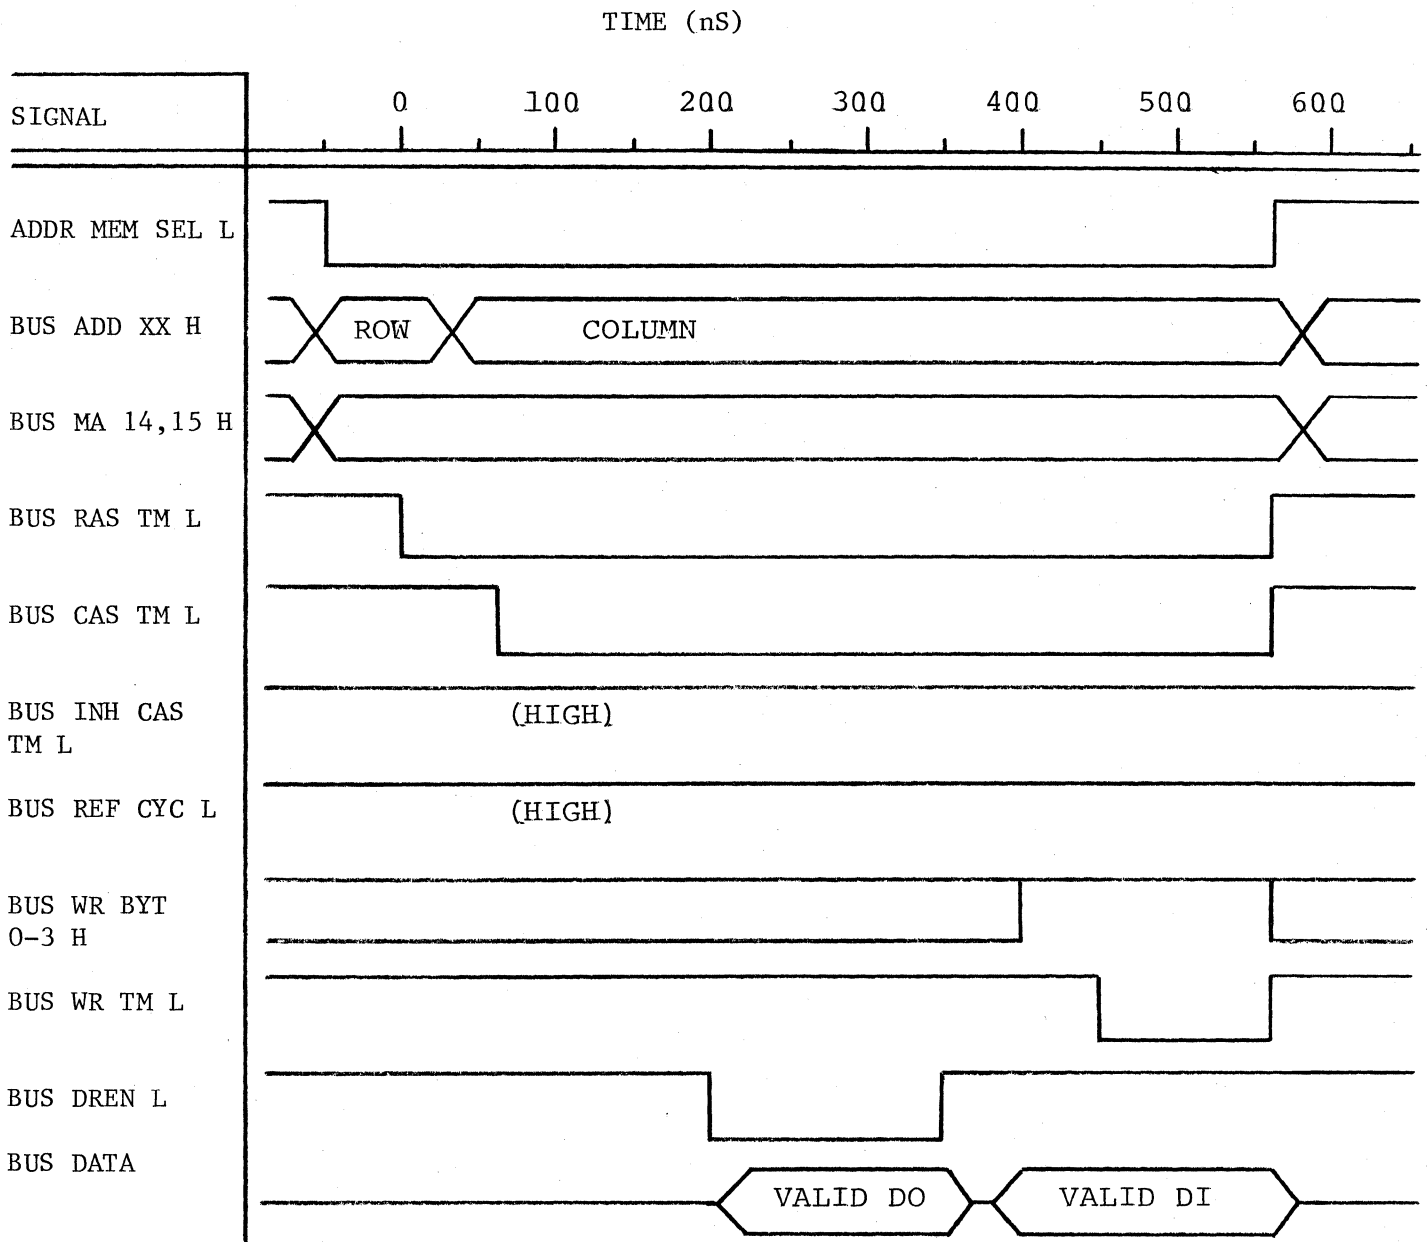 TIME (nS)
SIGNAL
0 100 200 300 400 500 600
ADDR MEM SEL L
BUS ADD XX H
ROW
COLUMN
BUS MA 14,15 H
BUS RAS TM L
BUS CAS TM L
BUS INH CAS
TM L
(HIGH)
BUS REF CYC L
(HIGH)
BUS WR BYT
0-3 H
BUS WR TM L
BUS DREN L
BUS DATA
VALID DO
VALID DI